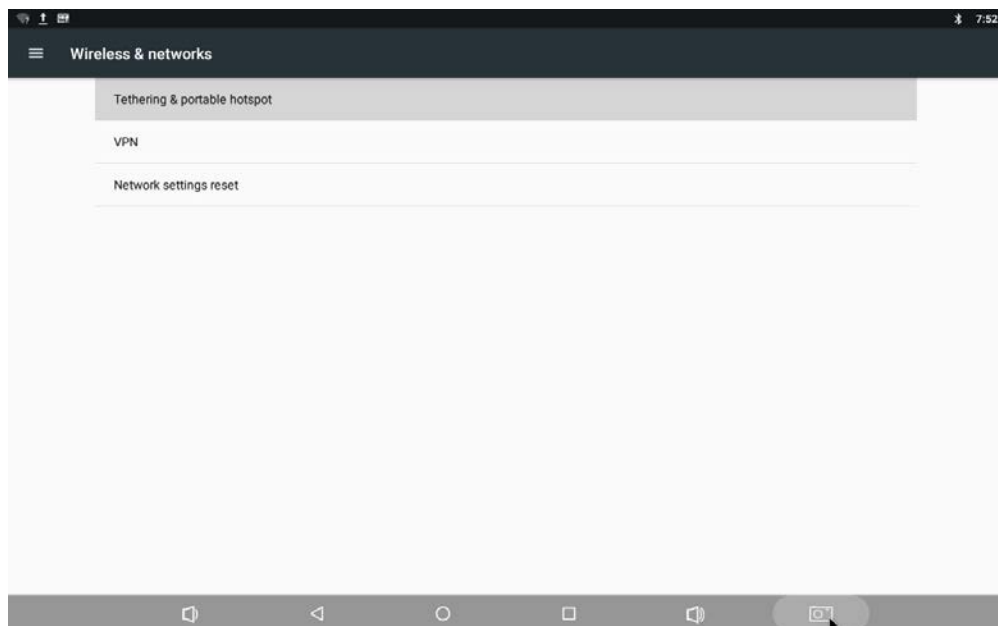 7:52
Wireless & networks
Tethering & portable hotspot
VPN
Network settings reset